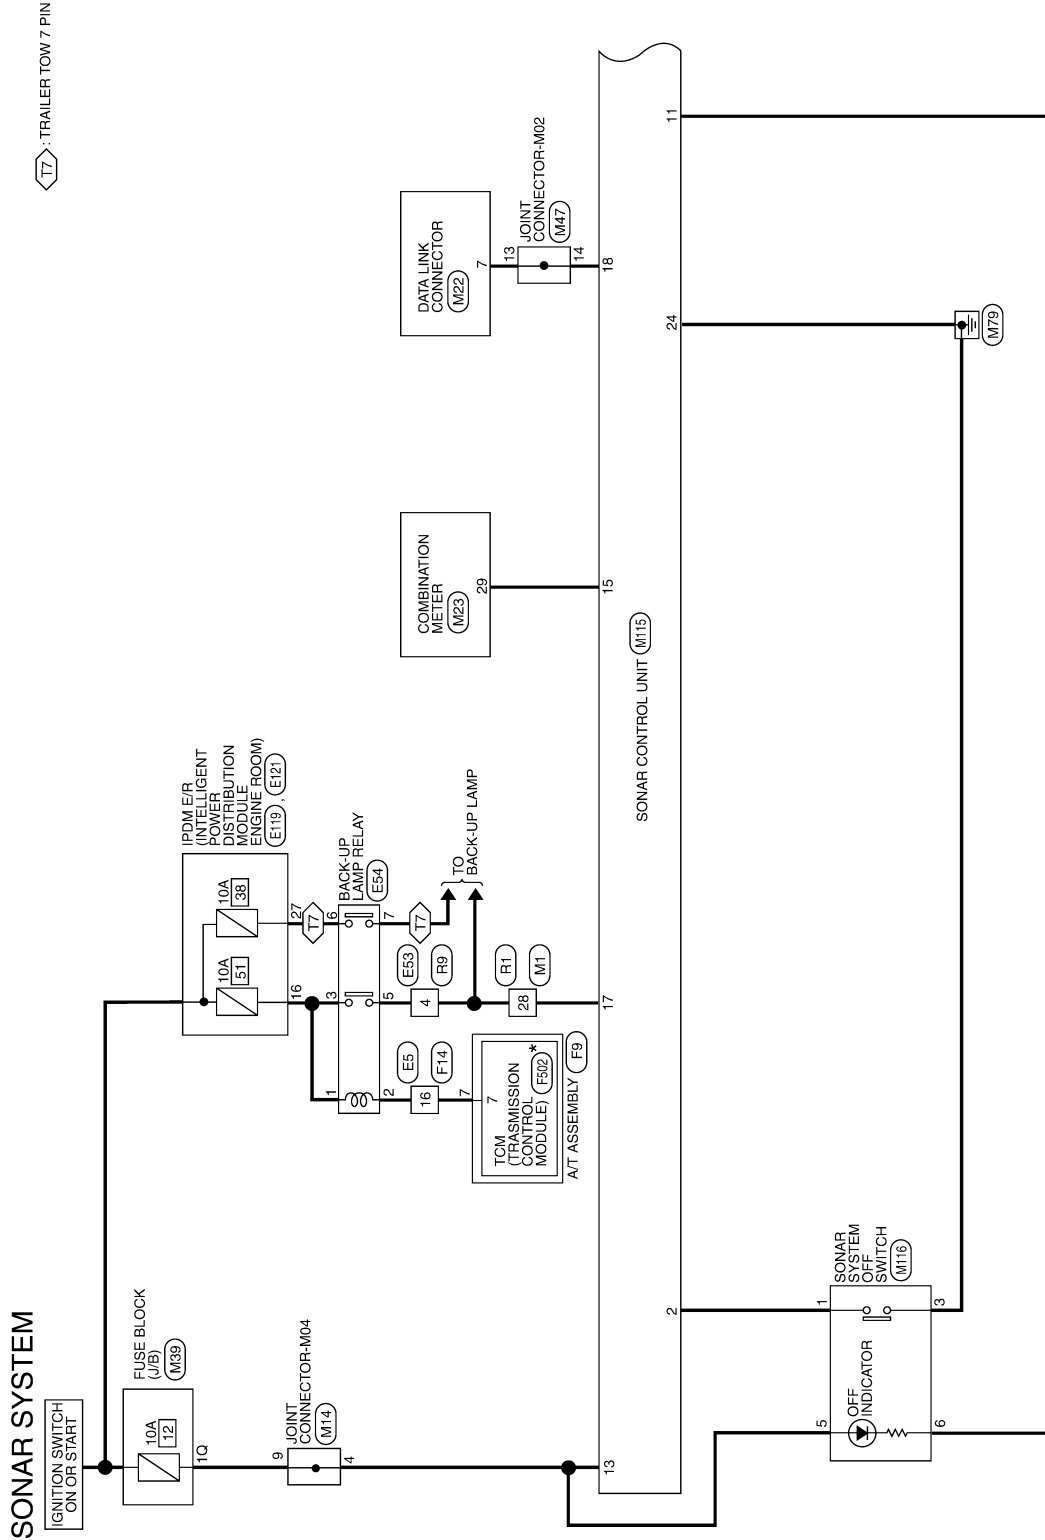 SONAR SYSTEM
IGNITION SWITCH
ON OR START
FUSE BLOCK
(J/B)
M39
10A
12
1Q
9
JOINT
CONNECTOR-M04
M14
4
13
IPDM E/R
(INTELLIGENT
POWER
DISTRIBUTION
MODULE
ENGINE ROOM)
E119 , E121
10A
51
10A
38
16
27
T7
1
3
6
BACK-UP
LAMP RELAY
E54
2
5
7
T7
16
E5
F14
4
E53
R9
TO
BACK-UP LAMP
28
R1
M1
17
7
7
TCM
(TRASMISSION
CONTROL
MODULE)
F502
*
A/T ASSEMBLY
F9
COMBINATION
METER
M23
29
15
DATA LINK
CONNECTOR
M22
7
13
JOINT
CONNECTOR-M02
M47
14
18
T7 : TRAILER TOW 7 PIN
SONAR CONTROL UNIT M115
2
24
11
M79
5
1
SONAR
SYSTEM
OFF
SWITCH
M116
OFF
INDICATOR
6
3